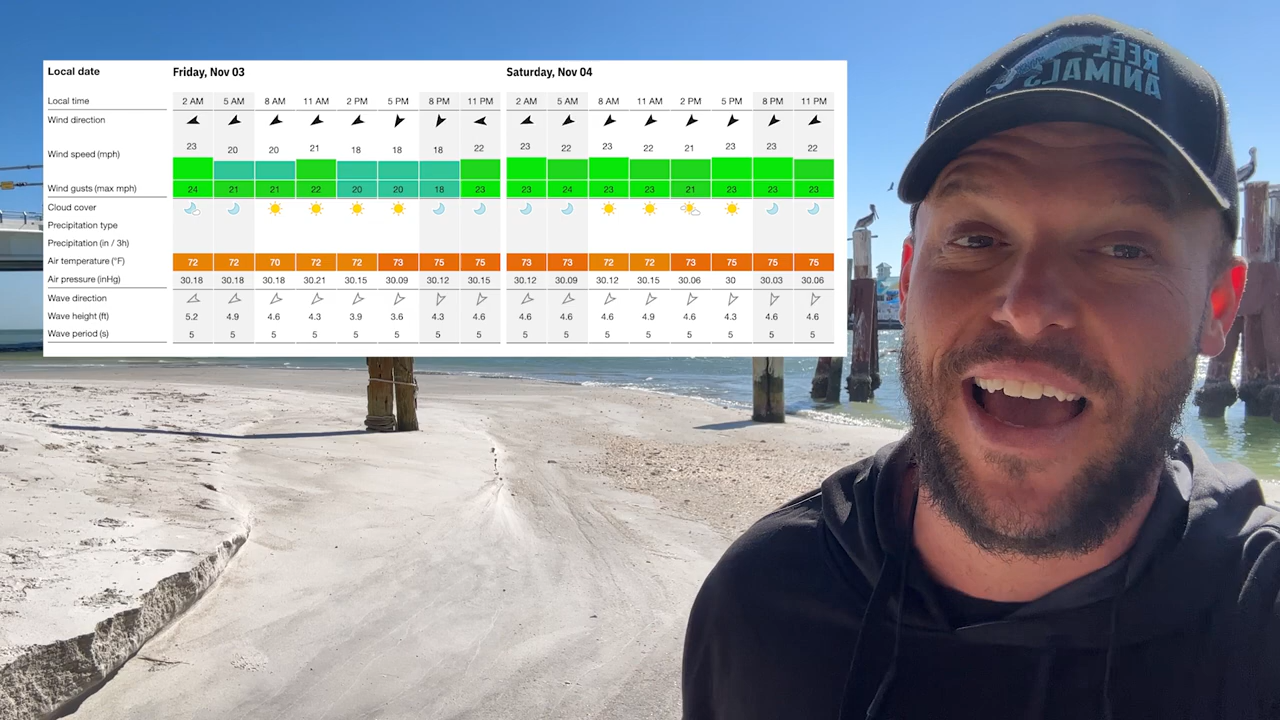 Local date Friday, Nov 03 Saturday, Nov 04
Local time 2 AM 5 AM 8 AM 11 AM 2 PM 5 PM 8 PM 11 PM 2 AM 5 AM 8 AM 11 AM 2 PM 5 PM 8 PM 11 PM
Wind direction
Wind speed (mph) 23 20 20 21 18 18 18 22 23 22 23 22 21 23 23 22
Wind gusts (max mph) 24 21 21 22 20 20 18 23 23 24 23 23 21 23 23 23
Cloud cover
Precipitation type
Precipitation (in / 3h)
Air temperature (°F) 72 72 70 72 72 73 75 75 73 73 72 72 73 75 75 75
Air pressure (inHg) 30.18 30.18 30.18 30.21 30.15 30.09 30.12 30.15 30.12 30.09 30.12 30.15 30.06 30 30.03 30.06
Wave direction
Wave height (ft) 5.2 4.9 4.6 4.3 3.9 3.6 4.3 4.6 4.6 4.6 4.6 4.9 4.6 4.3 4.6 4.6
Wave period (s) 5 5 5 5 5 5 5 5 5 5 5 5 5 5 5 5
REEL
ANIMALS